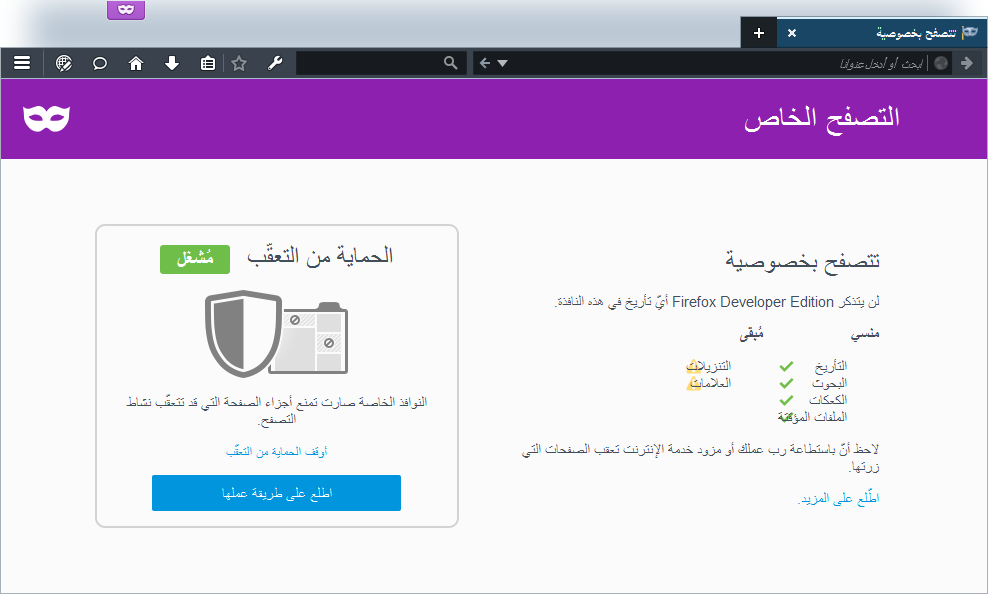 تتصفح بخصوصية
ابحث أو أدخل عنوانا
التصفح الخاص
تتصفح بخصوصية
لن يتذكر Firefox Developer Edition أيّ تأريخ في هذه النافذة.
منسي
مُبقى
التأريخ
البحوث
الكعكات
الملفات المؤقتة
التنزيلات
العلامات
لاحظ أنّ باستطاعة رب عملك أو مزود خدمة الإنترنت تعقب الصفحات التي
زرتها.
اطّلع على المزيد.
الحماية من التعقّب مُشغل
النوافذ الخاصة صارت تمنع أجزاء الصفحة التي قد تتعقّب نشاط
التصفح.
أوقف الحماية من التعقّب
اطلع على طريقة عملها